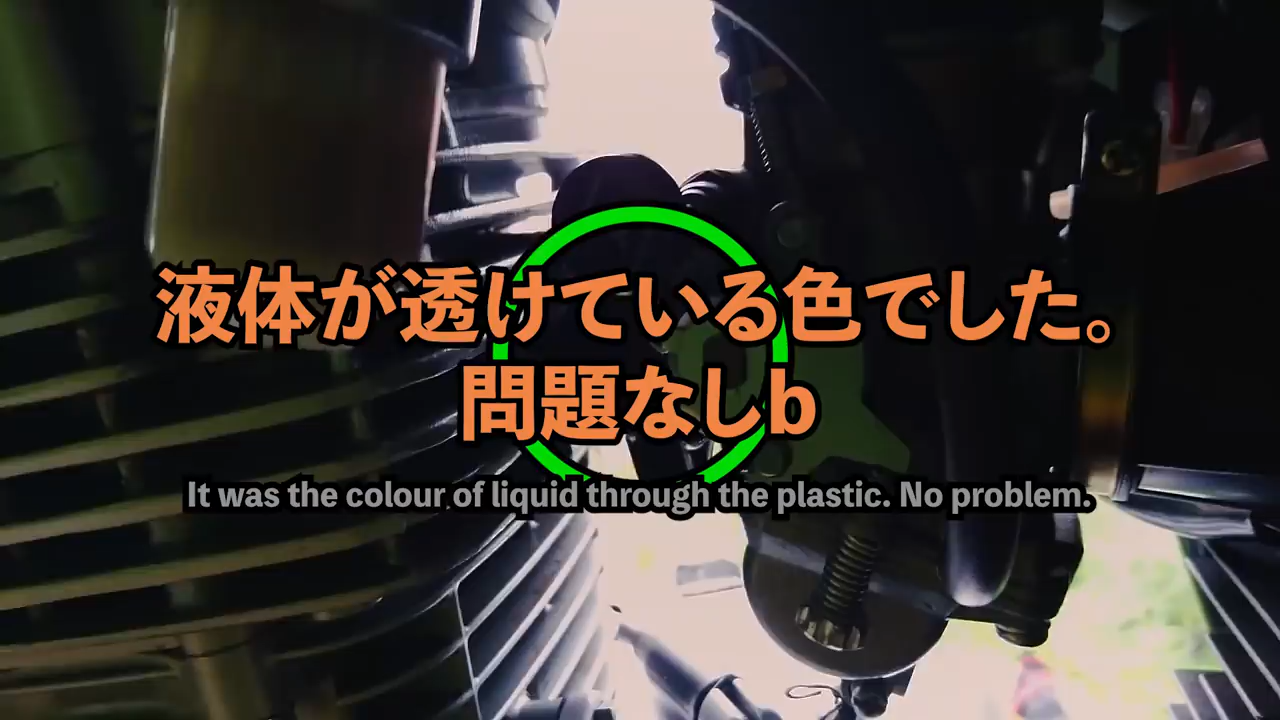 液体が透けている色でした。
問題なしb
It was the colour of liquid through the plastic. No problem.